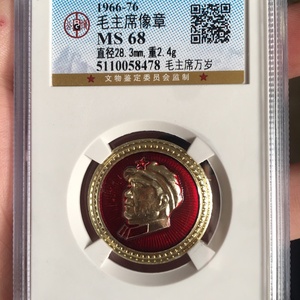 1966-76
毛主席像章
MS 68
直径28.3mm,重2.4g
5110058478 毛主席万岁
★★★★★ 文物鉴定委员会监制 ★★★★★